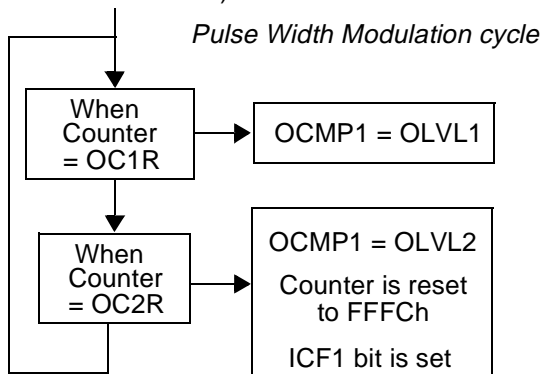 Pulse Width Modulation cycle
When
Counter
= OC1R
OCMP1 = OLVL1
When
Counter
= OC2R
OCMP1 = OLVL2
Counter is reset
to FFFCh
ICF1 bit is set